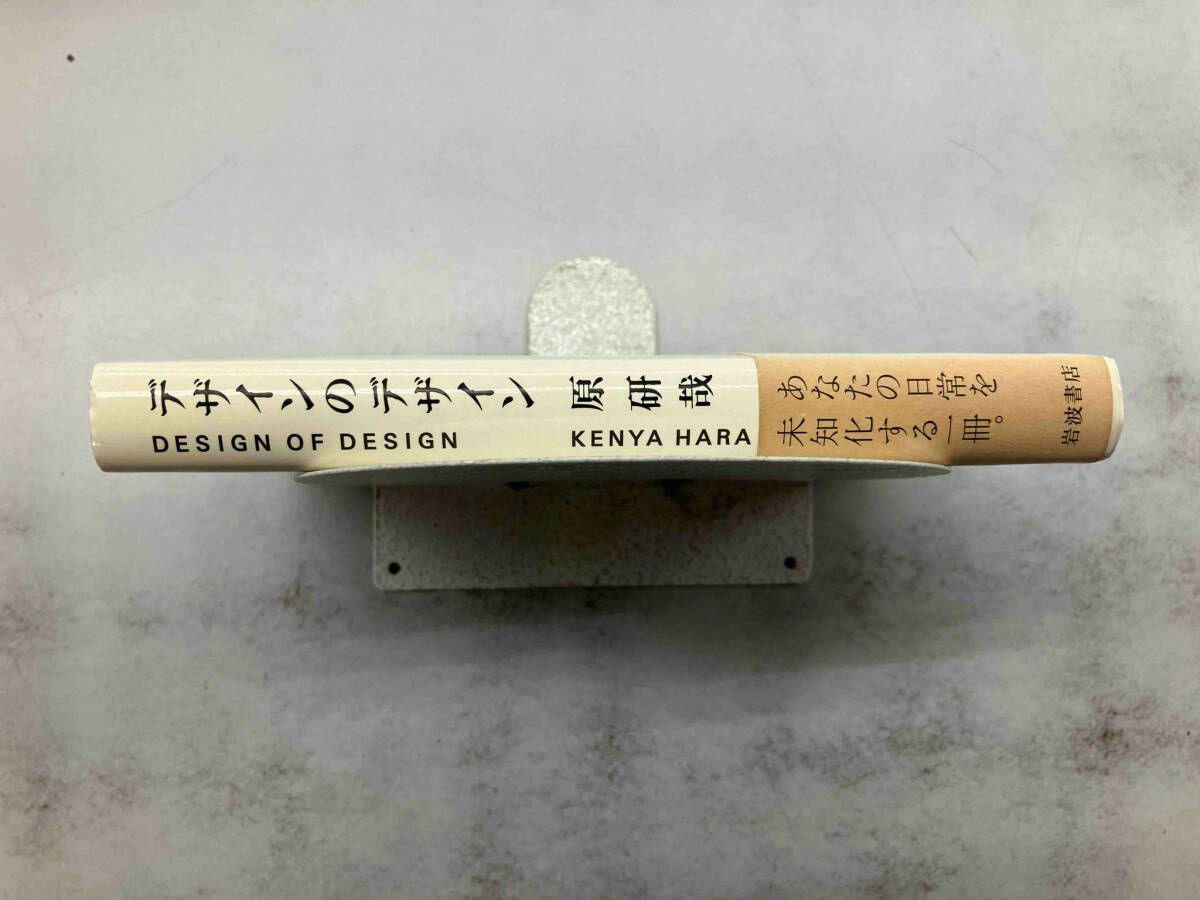 デザインのデザイン
DESIGN OF DESIGN
原研哉
KENYA HARA
あなたの日常を
未知化する一冊。
岩波書店